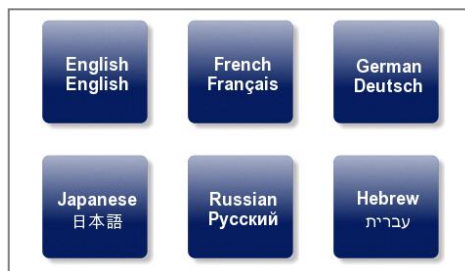 English
English
French
Français
German
Deutsch
Japanese
日本語
Russian
Русский
Hebrew
עברית